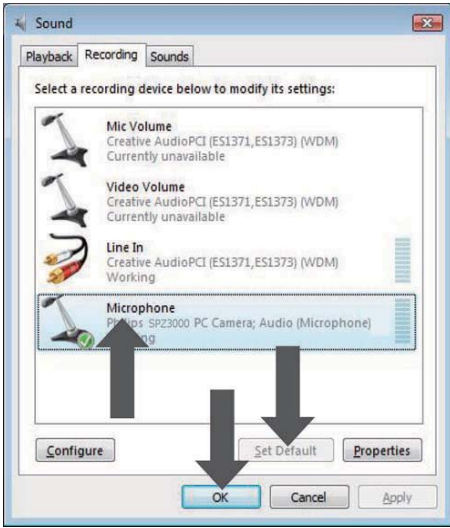 Sound
Playback Recording Sounds
Select a recording device below to modify its settings:
Mic Volume
Creative AudioPCI (ES1371,ES1373) (WDM)
Currently unavailable
Video Volume
Creative AudioPCI (ES1371,ES1373) (WDM)
Currently unavailable
Line In
Creative AudioPCI (ES1371,ES1373) (WDM)
Working
Microphone
SPZ3000 PC Camera; Audio (Microphone)
Configure Set Default Properties
OK Cancel Apply